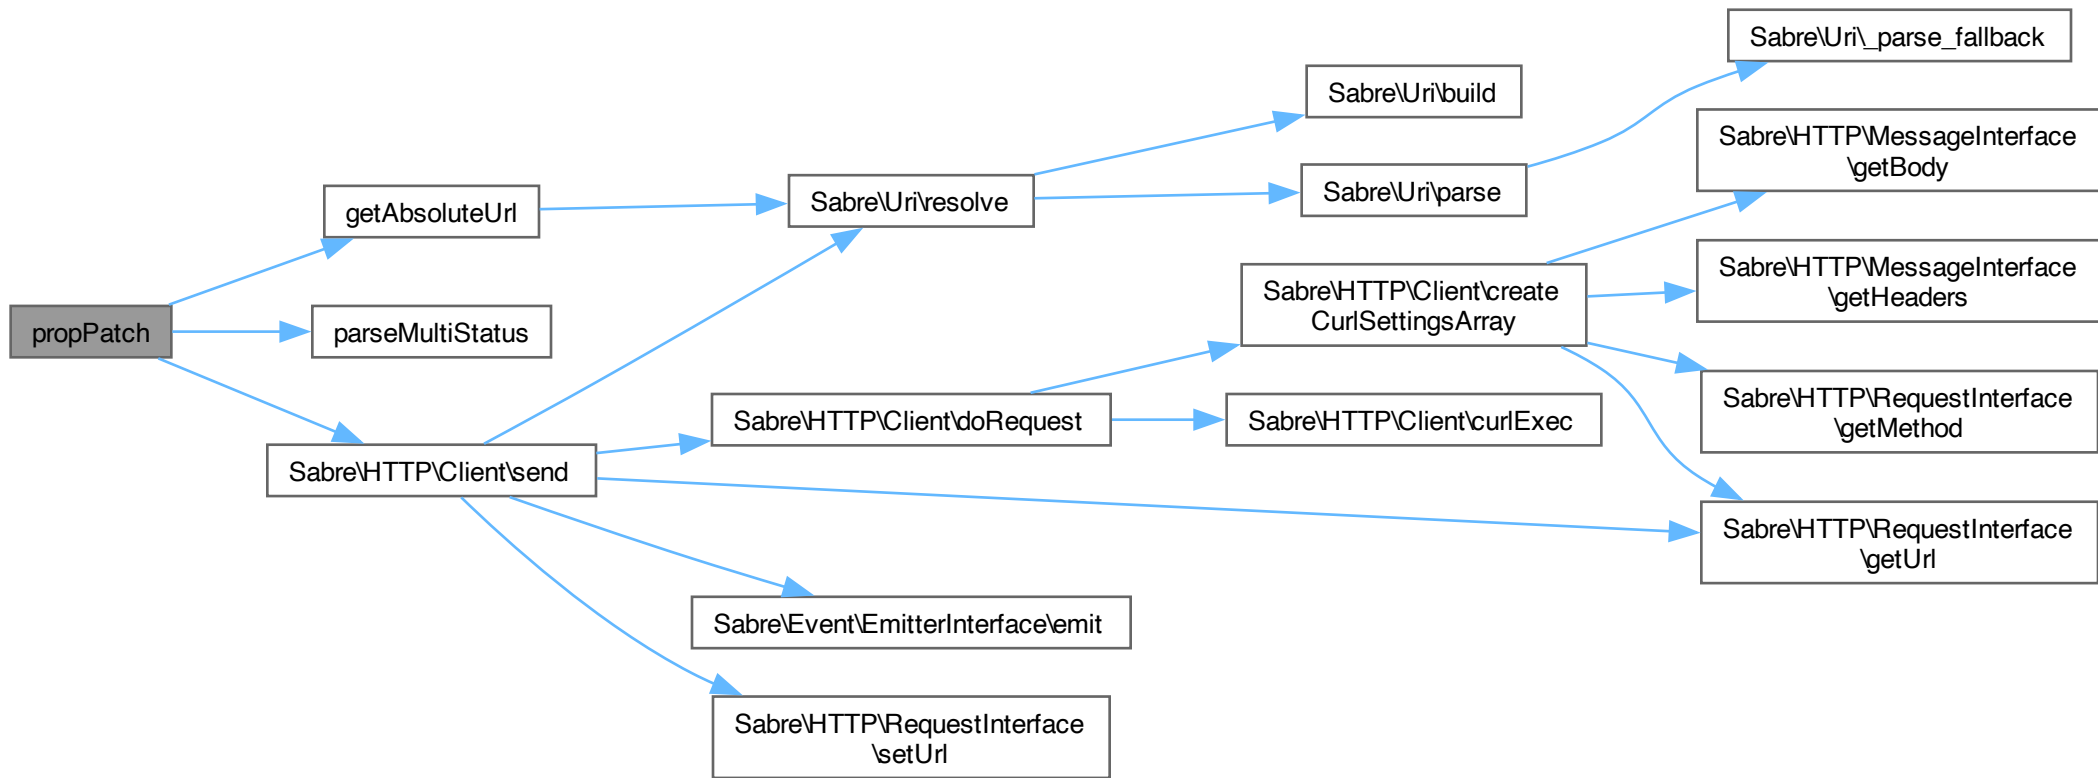 propPatch
getAbsoluteUrl
parseMultiStatus
Sabre\HTTP\Client\send
Sabre\Uri\resolve
Sabre\HTTP\Client\doRequest
Sabre\Event\EmitterInterface\emit
Sabre\HTTP\RequestInterface
\setUrl
Sabre\Uri\build
Sabre\Uri\parse
Sabre\HTTP\Client\create
CurlSettingsArray
Sabre\HTTP\Client\curlExec
Sabre\Uri\_parse_fallback
Sabre\HTTP\MessageInterface
\getBody
Sabre\HTTP\MessageInterface
\getHeaders
Sabre\HTTP\RequestInterface
\getMethod
Sabre\HTTP\RequestInterface
\getUrl